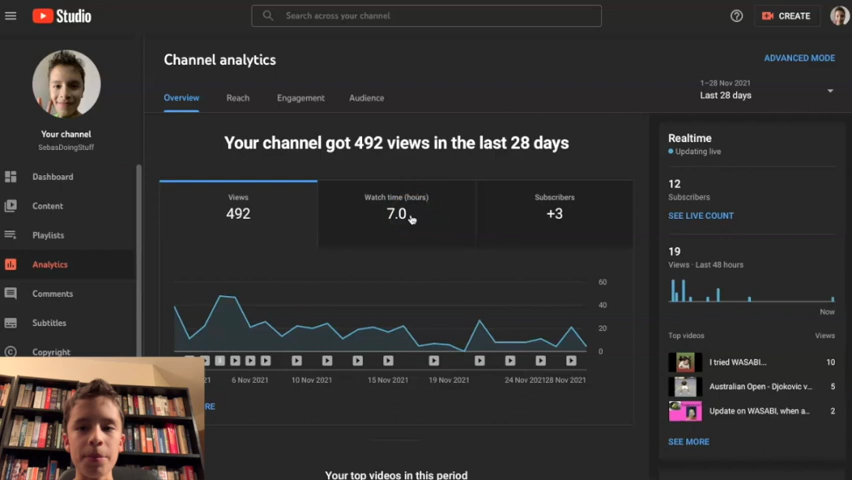 Studio
Search across your channel
CREATE
Channel analytics
ADVANCED MODE
1–28 Nov 2021
Last 28 days
Overview
Reach
Engagement
Audience
Your channel
SebasDoingStuff
Dashboard
Content
Playlists
Analytics
Comments
Subtitles
Copyright
Your channel got 492 views in the last 28 days
Views
492
Watch time (hours)
7.0
Subscribers
+3
60
40
20
0
6 Nov 2021
10 Nov 2021
15 Nov 2021
19 Nov 2021
24 Nov 2021
28 Nov 2021
Your top videos in this period
Realtime
Updating live
12
Subscribers
SEE LIVE COUNT
19
Views · Last 48 hours
Now
Top videos
Views
I tried WASABI...
10
Australian Open - Djokovic v...
5
Update on WASABI, when a...
2
SEE MORE